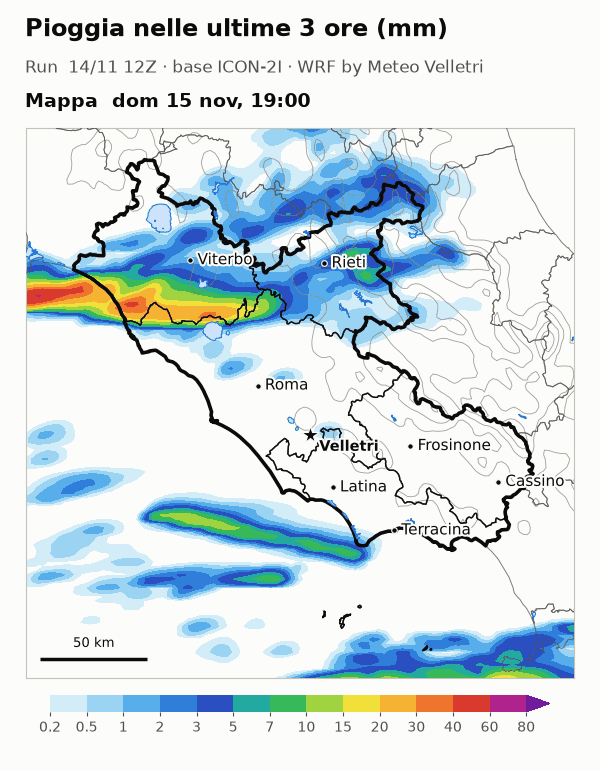 Pioggia nelle ultime 3 ore (mm)
Run 14/11 12Z · base ICON-2I · WRF by Meteo Velletri
Mappa dom 15 nov, 19:00
Viterbo
Rieti
Roma
Velletri
Frosinone
Cassino
Latina
Terracina
50 km
0.2 0.5 1 2 3 5 7 10 15 20 30 40 60 80